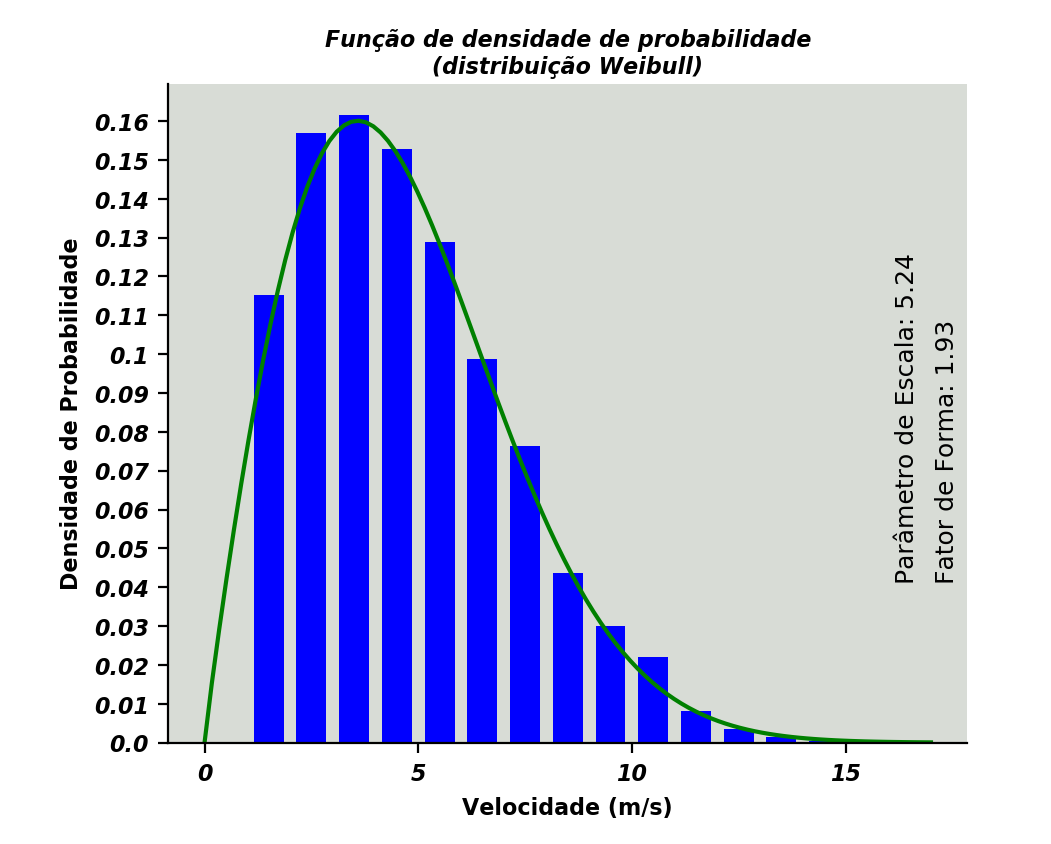 Função de densidade de probabilidade
(distribuição Weibull)
Densidade de Probabilidade
0.16
0.15
0.14
0.13
0.12
0.11
0.1
0.09
0.08
0.07
0.06
0.05
0.04
0.03
0.02
0.01
0.0
Parâmetro de Escala: 5.24
Fator de Forma: 1.93
0 5 10 15
Velocidade (m/s)